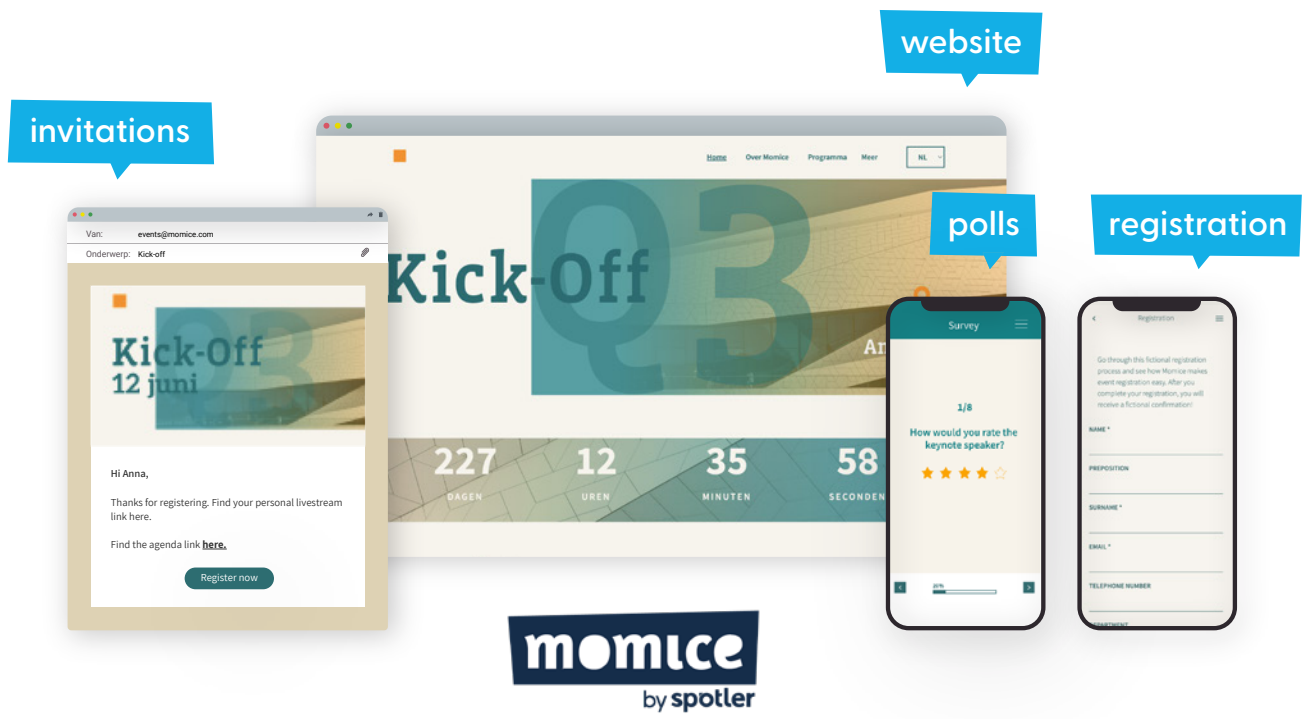 website
invitations
Home Over Momice Programma Meer NL
Q3
Kick-Off
227 12 35 58
DAGEN UREN MINUTEN SECONDEN
Van: events@momice.com
Onderwerp: Kick-off
Q3
Kick-Off
12 juni
Hi Anna,
Thanks for registering. Find your personal livestream
link here.
Find the agenda link here.
Register now
polls
Survey
1/8
How would you rate the
keynote speaker?
registration
Registration
Go through this fictional registration
process and see how Momice makes
event registration easy. After you
complete your registration, you will
receive a fictional confirmation!
NAME *
PREPOSITION
SURNAME *
EMAIL *
TELEPHONE NUMBER
DEPARTMENT
momice
by spotler